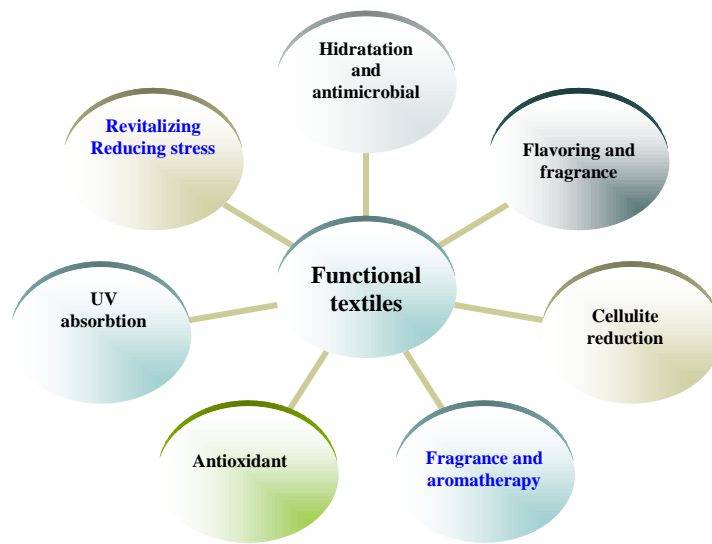 Hidratation
and
antimicrobial
Revitalizing
Reducing stress
Flavoring and
fragrance
Functional
textiles
UV
absorbtion
Cellulite
reduction
Antioxidant
Fragrance and
aromatherapy